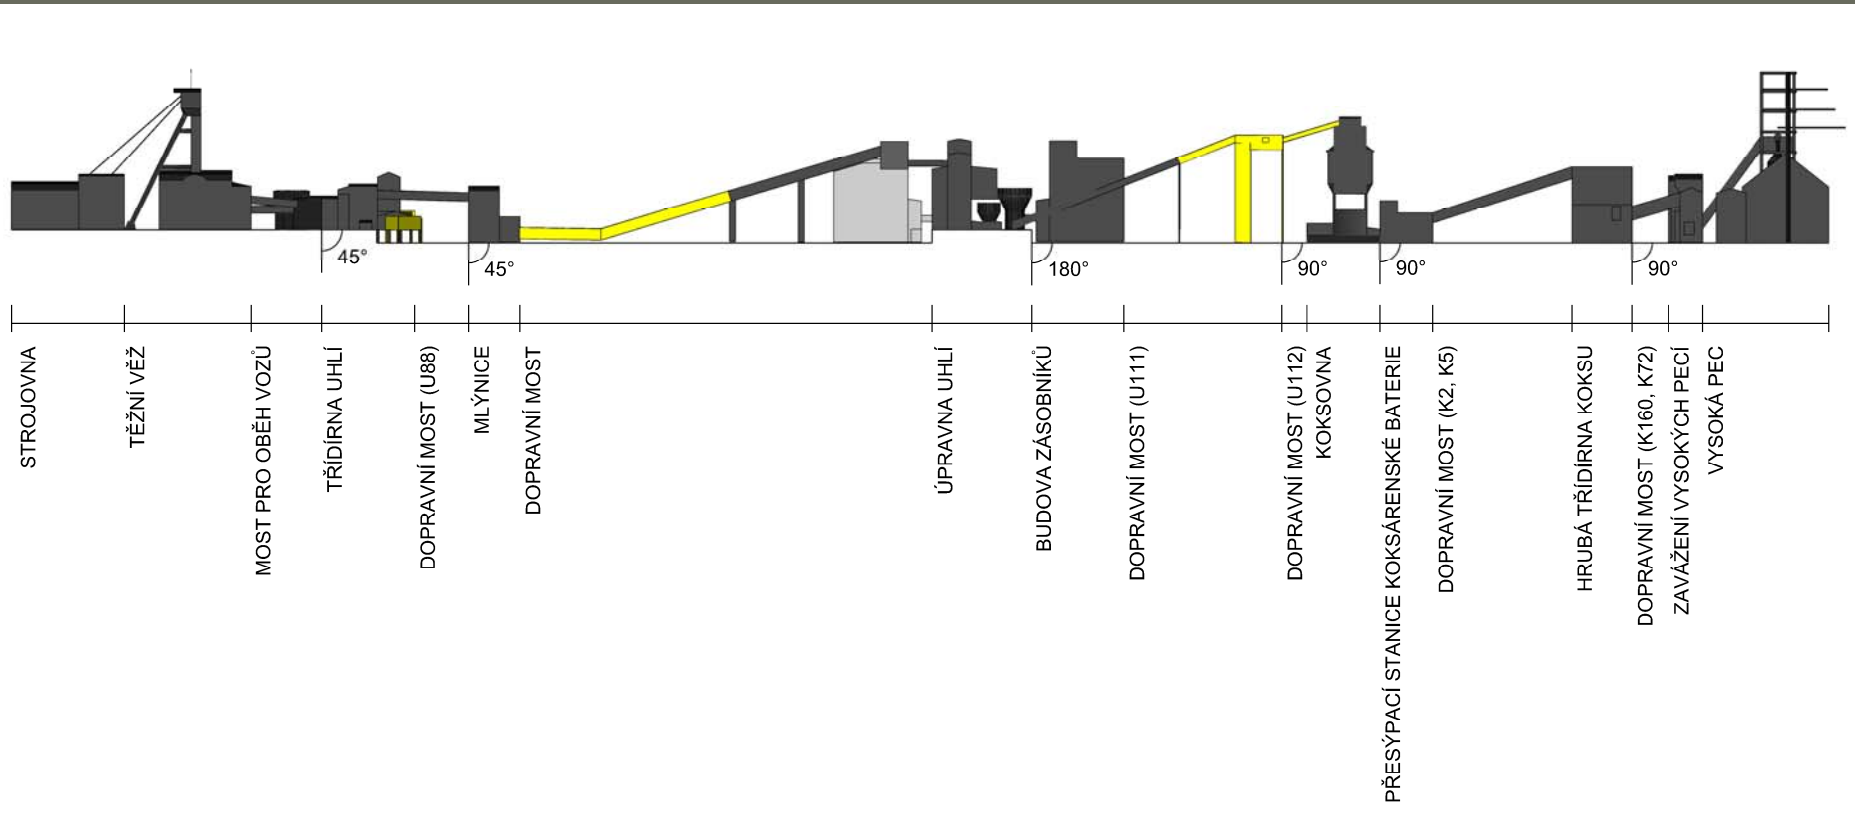 45°
45°
180°
90°
90°
90°
STROJOVNA
TĚŽNÍ VĚŽ
MOST PRO OBĚH VOZŮ
TŘÍDÍRNA UHLÍ
DOPRAVNÍ MOST (U88)
MLÝNICE
DOPRAVNÍ MOST
ÚPRAVNA UHLÍ
BUDOVA ZÁSOBNÍKŮ
DOPRAVNÍ MOST (U111)
DOPRAVNÍ MOST (U112)
KOKSOVNA
PŘESÝPACÍ STANICE KOKSÁRENSKÉ BATERIE
DOPRAVNÍ MOST (K2, K5)
HRUBÁ TŘÍDÍRNA KOKSU
DOPRAVNÍ MOST (K160, K72)
ZAVÁŽENÍ VYSOKÝCH PECÍ
VYSOKÁ PEC